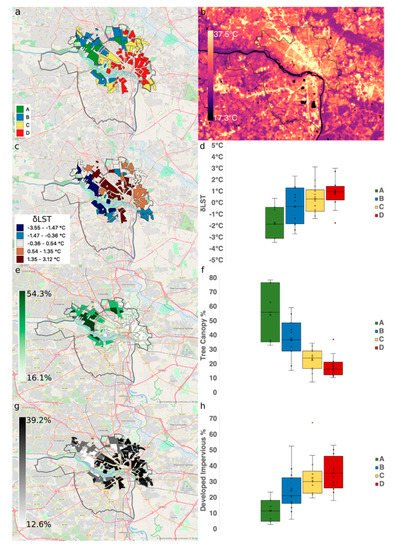 a
A
B
C
D
b
37.5°C
17.3°C
c
δLST
-3.55 - -1.47 °C
-1.47 - -0.36 °C
-0.36 - 0.54 °C
0.54 - 1.35 °C
1.35 - 3.12 °C
d
δLST
5°C
4°C
3°C
2°C
1°C
0°C
-1°C
-2°C
-3°C
-4°C
-5°C
A
B
C
D
e
54.3%
16.1%
f
Tree Canopy %
80
70
60
50
40
30
20
10
0
A
B
C
D
g
39.2%
12.6%
h
Developed Impervious %
80
70
60
50
40
30
20
10
0
A
B
C
D